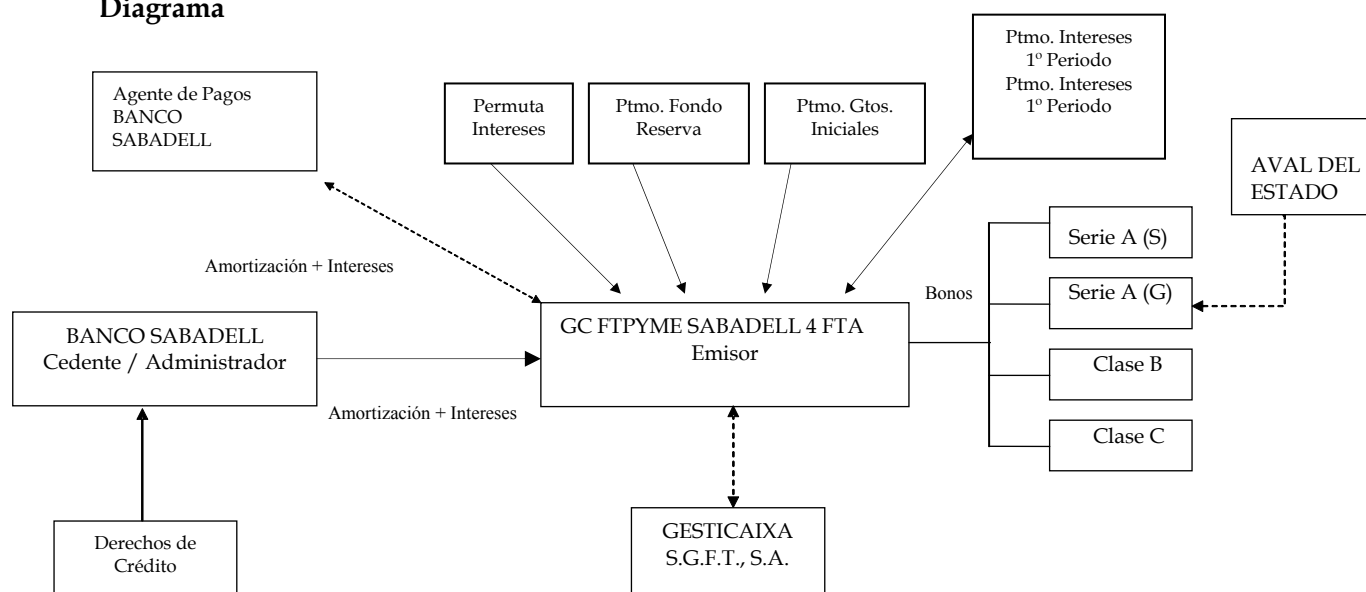 Diagrama
Ptmo. Intereses
1º Periodo
Ptmo. Intereses
1º Periodo
Agente de Pagos
BANCO
SABADELL
Permuta
Intereses
Ptmo. Fondo
Reserva
Ptmo. Gtos.
Iniciales
AVAL DEL
ESTADO
Serie A (S)
Amortización + Intereses
Bonos
Serie A (G)
BANCO SABADELL
Cedente / Administrador
GC FTPYME SABADELL 4 FTA
Emisor
Clase B
Amortización + Intereses
Clase C
Derechos de
Crédito
GESTICAIXA
S.G.F.T., S.A.